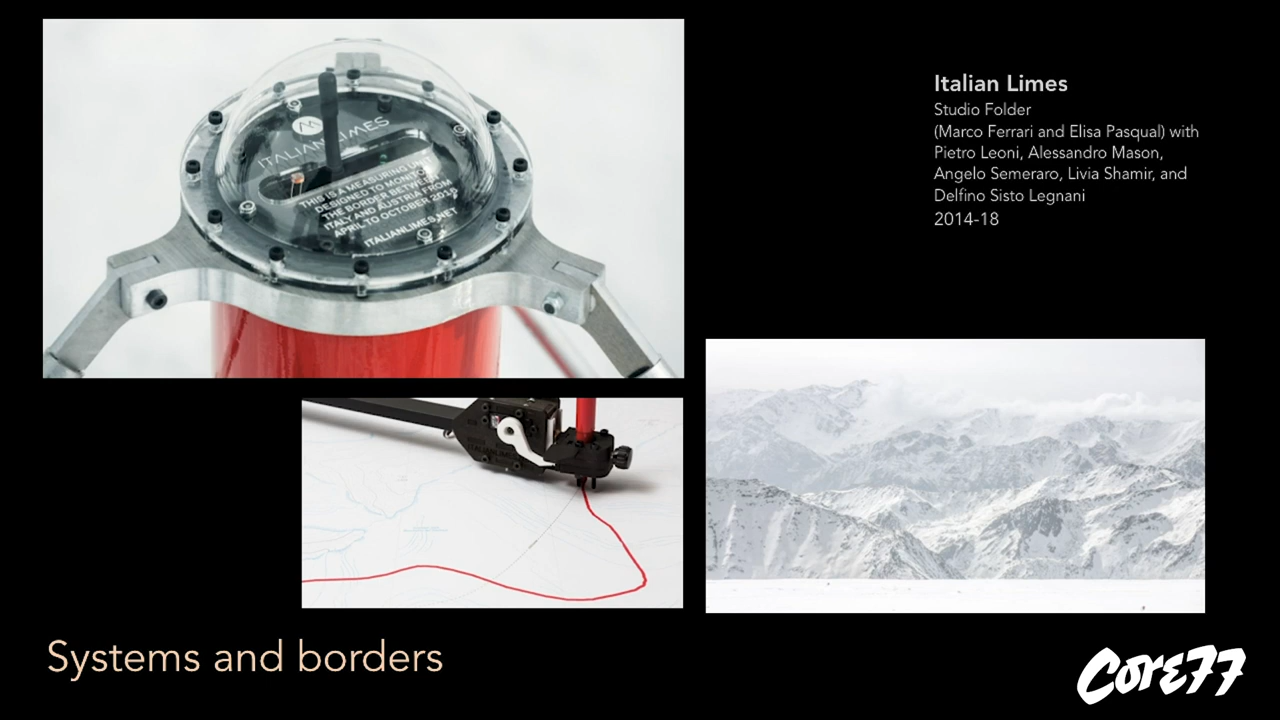 ITALIANLIMES
THIS IS A MEASURING UNIT
DESIGNED TO MONITOR
THE BORDER BETWEEN
ITALY AND AUSTRIA FROM
APRIL TO OCTOBER 2016
ITALIANLIMES.NET
Italian Limes
Studio Folder
(Marco Ferrari and Elisa Pasqual) with
Pietro Leoni, Alessandro Mason,
Angelo Semeraro, Livia Shamir, and
Delfino Sisto Legnani
2014-18
Systems and borders
Core77